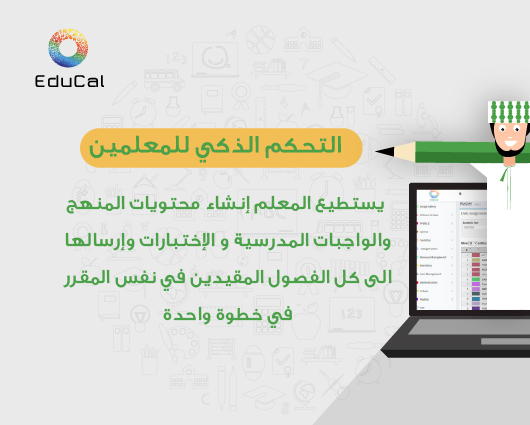 EduCal
التحكم الذكي للمعلمين
يستطيع المعلم إنشاء محتويات المنهج
والواجبات المدرسية و الإختبارات وإرسالها
الى كل الفصول المقيدين في نفس المقرر
في خطوة واحدة